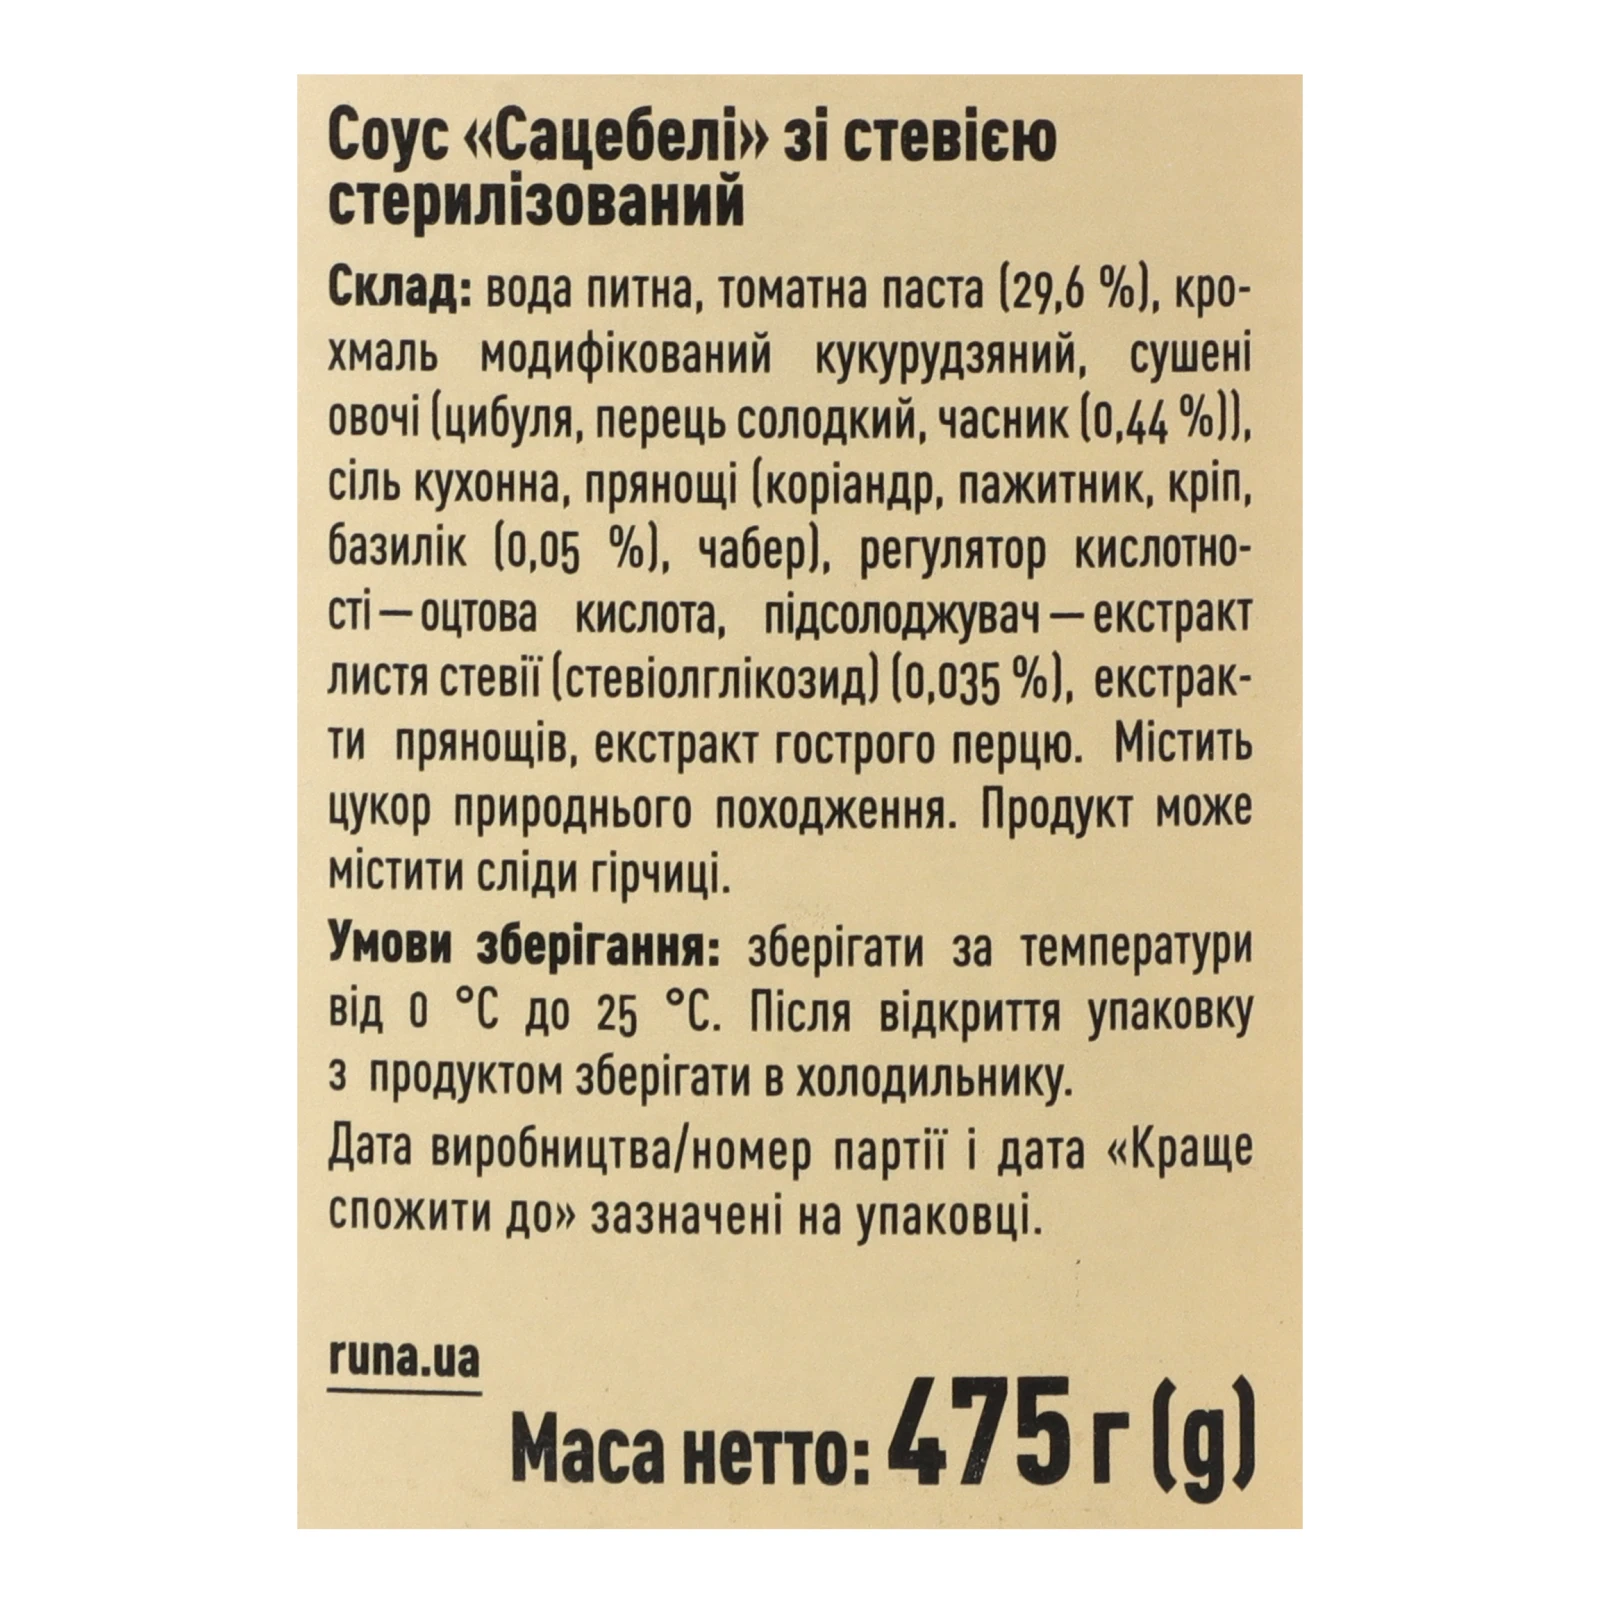 Соус «Сацебелі» зі стевією
стерилізований
Склад: вода питна, томатна паста (29,6 %), кро-
хмаль модифікований кукурудзяний, сушені
овочі (цибуля, перець солодкий, часник (0,44 %)),
сіль кухонна, прянощі (коріандр, пажитник, кріп,
базилік (0,05 %), чабер), регулятор кислотно-
сті — оцтова кислота, підсолоджувач — екстракт
листя стевії (стевіолглікозид) (0,035 %), екстрак-
ти прянощів, екстракт гострого перцю. Містить
цукор природнього походження. Продукт може
містити сліди гірчиці.
Умови зберігання: зберігати за температури
від 0 °С до 25 °С. Після відкриття упаковку
з продуктом зберігати в холодильнику.
Дата виробництва/номер партії і дата «Краще
спожити до» зазначені на упаковці.
runa.ua
Маса нетто: 475 г (g)